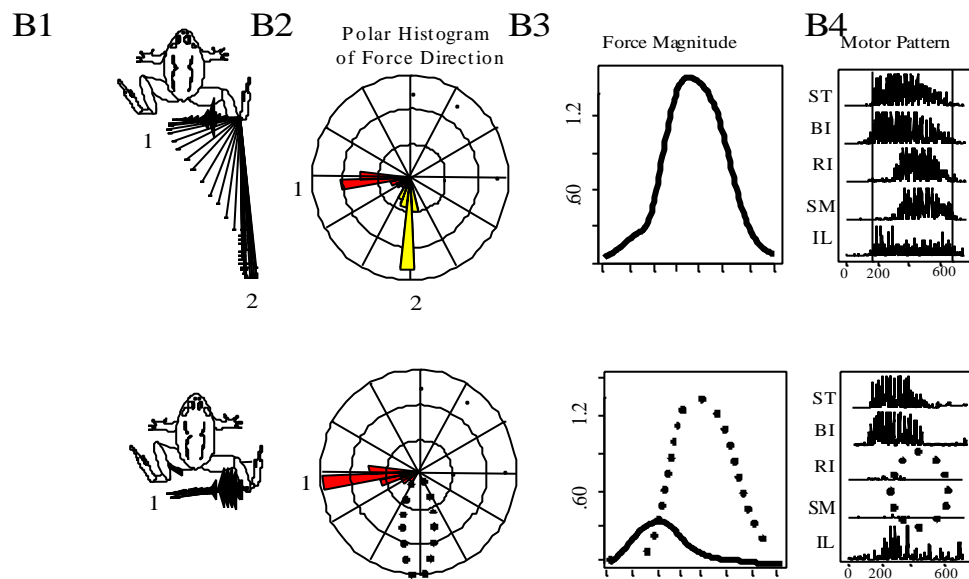 B1
B2
B3
B4
Polar Histogram
of Force Direction
Force Magnitude
Motor Pattern
1
2
1
2
1.2
.60
ST
BI
RI
SM
IL
0 200 600
1
1
1.2
.60
ST
BI
RI
SM
IL
0 200 600